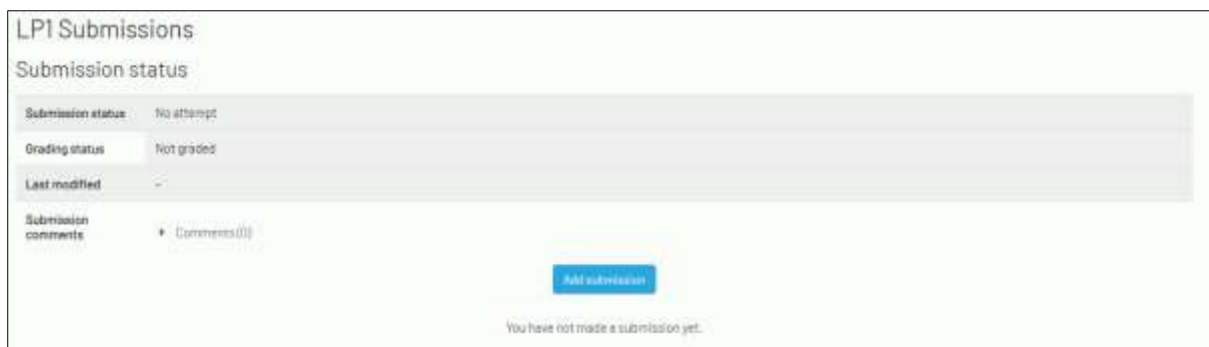 LP1 Submissions
Submission status
Submission status No attempt
Grading status Not graded
Last modified -
Submission
comments Comments (0)
Add submission
You have not made a submission yet.